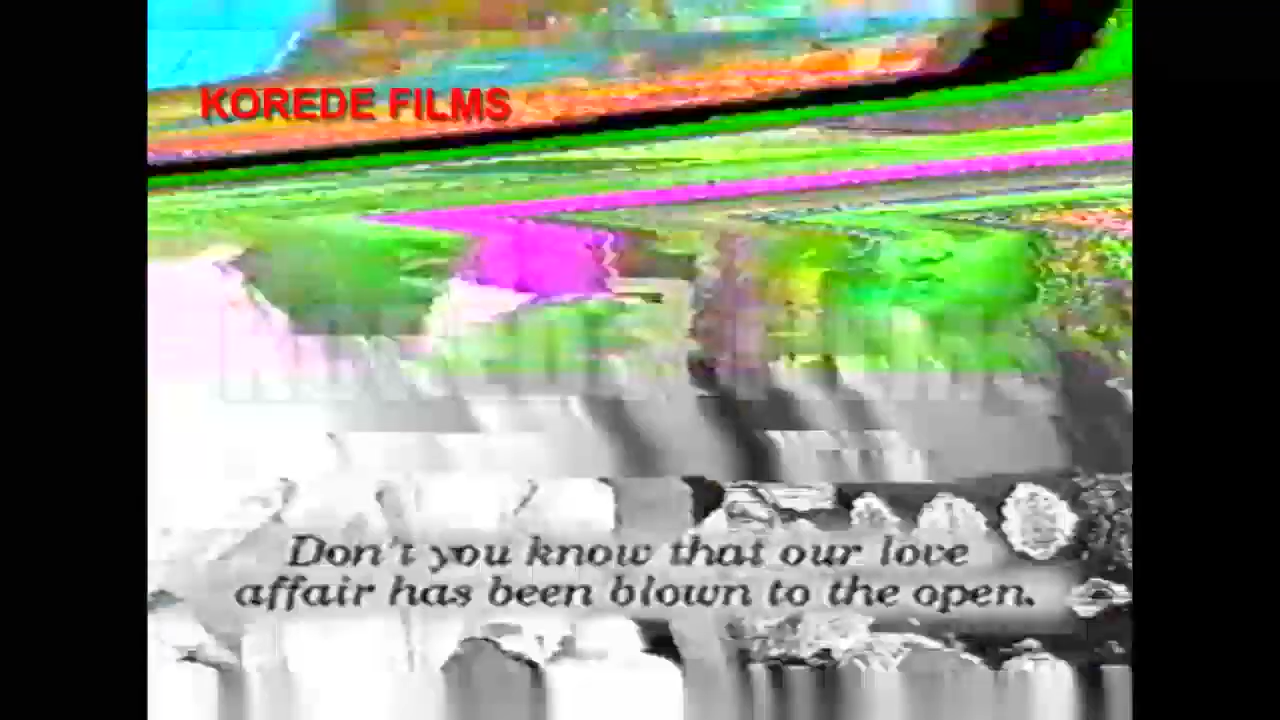 KOREDE FILMS
Don't you know that our love
affair has been blown to the open.